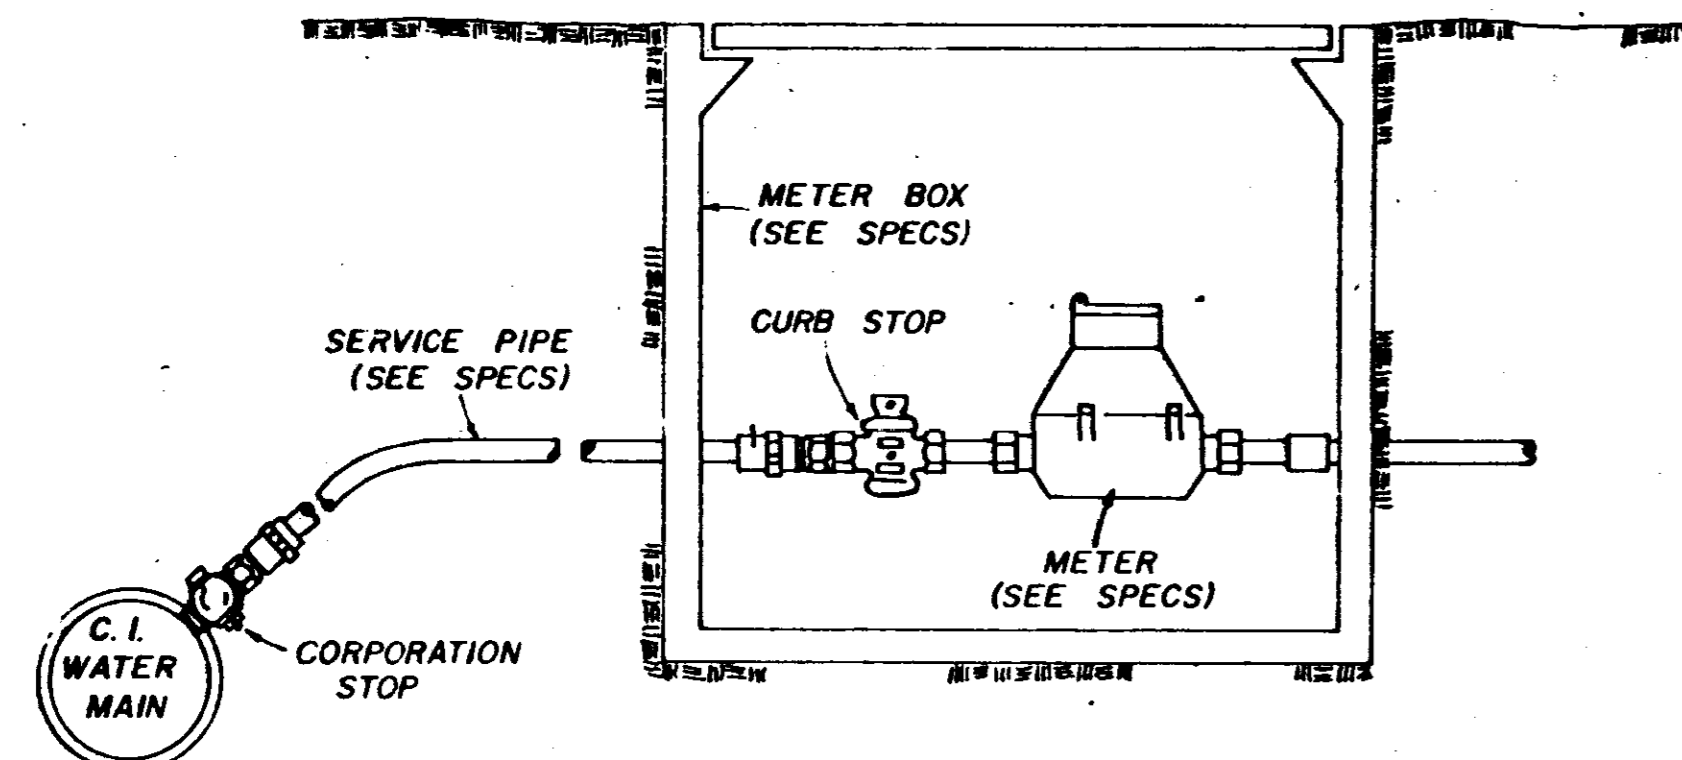 METER BOX
(SEE SPECS)
CURB STOP
SERVICE PIPE
(SEE SPECS)
METER
(SEE SPECS)
C. I.
WATER
MAIN
CORPORATION
STOP